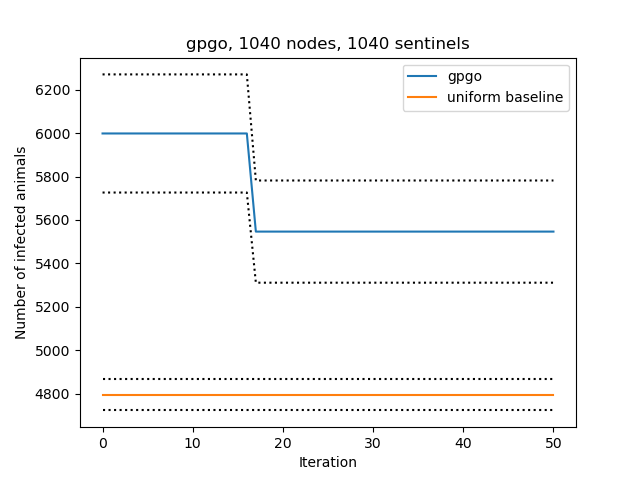 gpgo, 1040 nodes, 1040 sentinels
gpgo
uniform baseline
Number of infected animals
6200
6000
5800
5600
5400
5200
5000
4800
0 10 20 30 40 50
Iteration